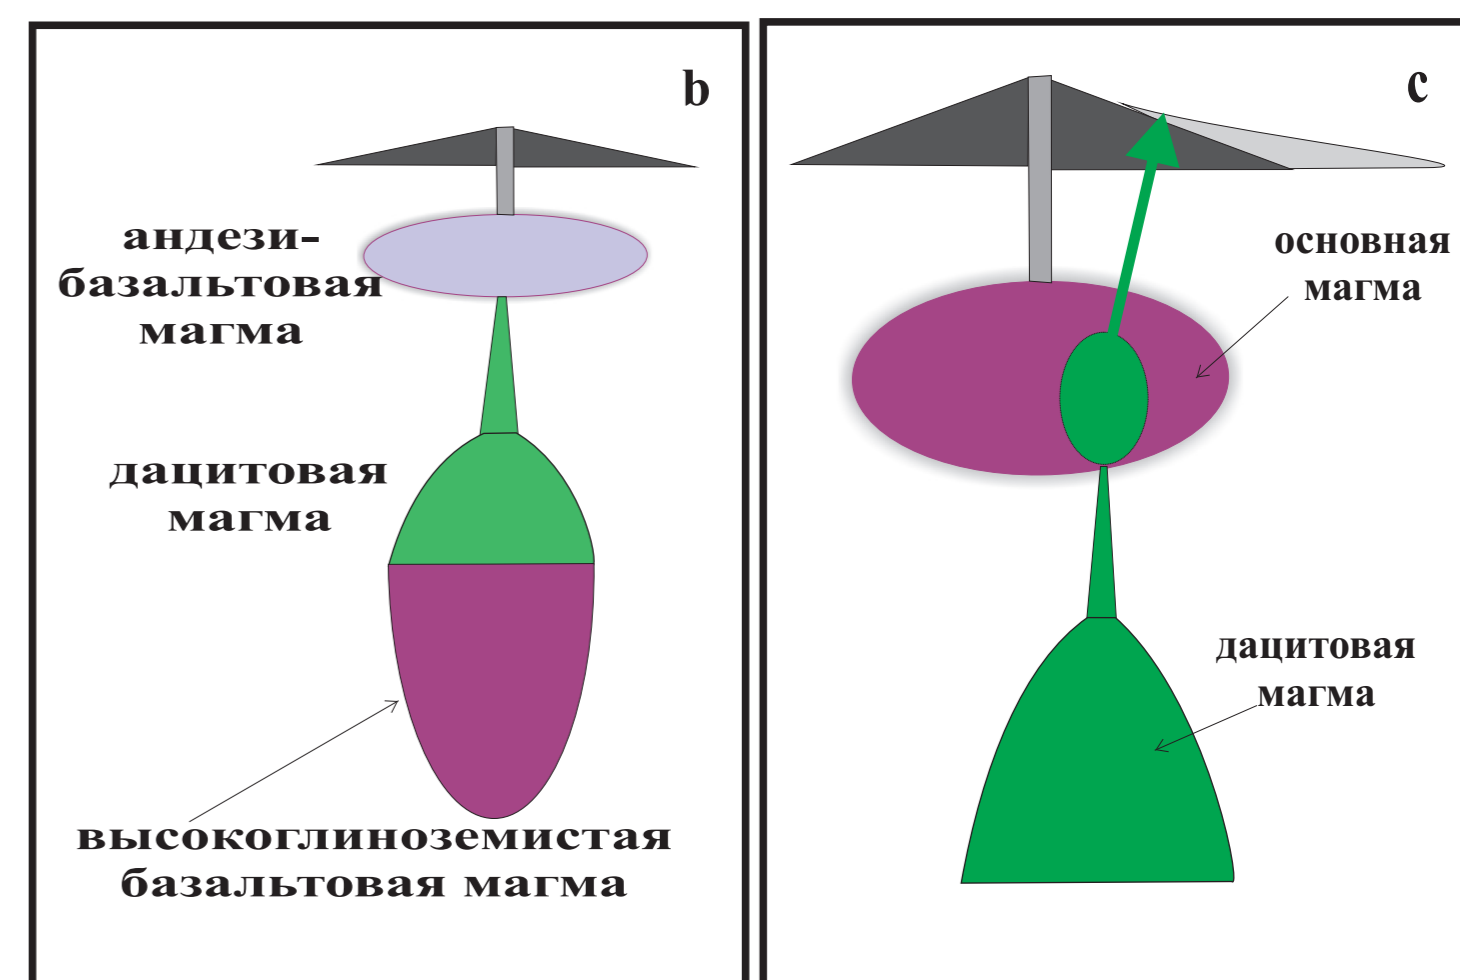 b
андези-
базальтовая
магма
дацитовая
магма
высокоглиноземистая
базальтовая магма
c
основная
магма
дацитовая
магма